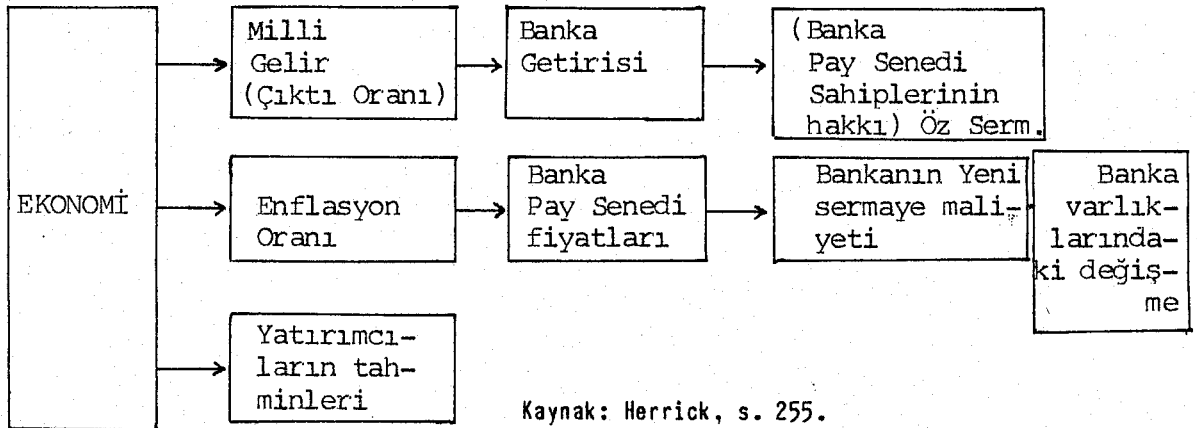 EKONOMİ
Milli
Gelir
(Çıktı Oranı)
Banka
Getirisi
(Banka
Pay Senedi
Sahiplerinin
hakkı) Öz Serm.
Enflasyon
Oranı
Banka
Pay Senedi
fiyatları
Bankanın Yeni
sermaye mali-
yeti
Banka
varlık-
larında-
ki değiş-
me
Yatırımcı-
ların tah-
minleri
Kaynak: Herrick, s. 255.